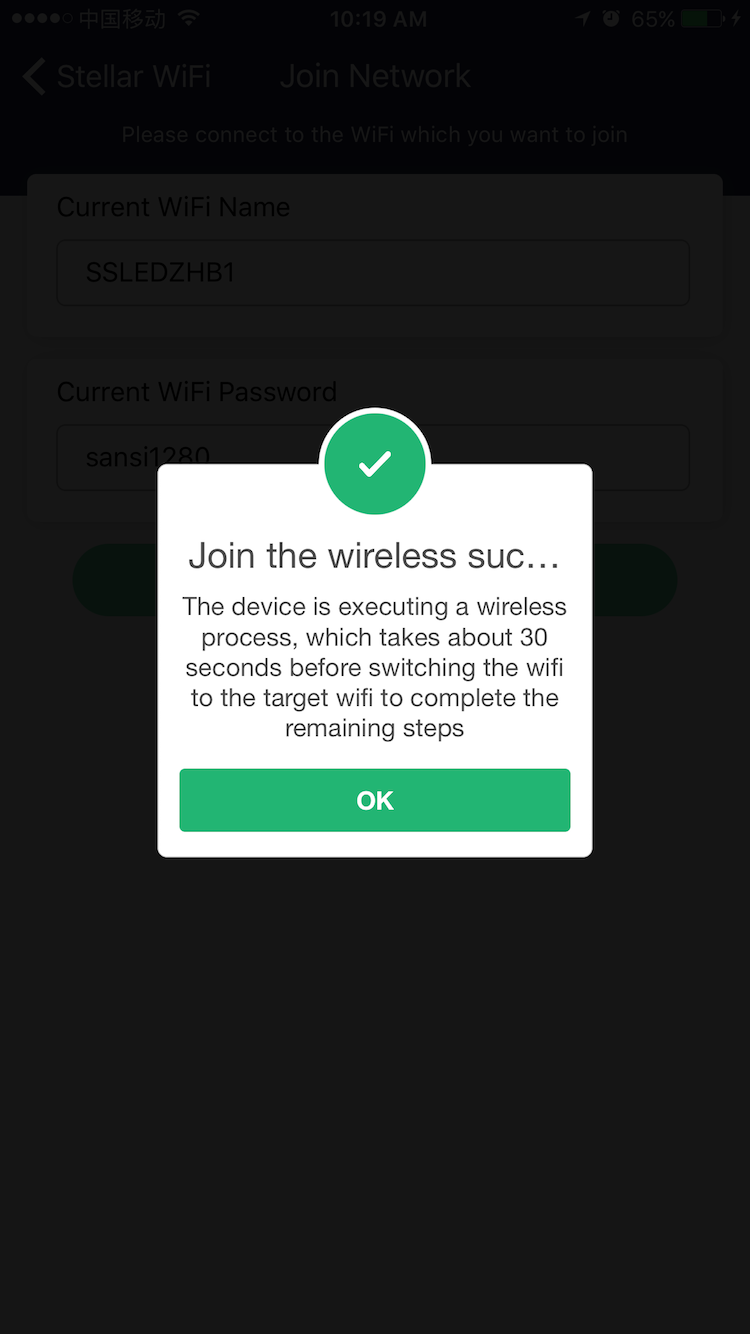 中国移动 10:19 AM 65%
Stellar WiFi Join Network
Please connect to the WiFi which you want to join
Current WiFi Name
SSLEDZHB1
Current WiFi Password
sansi1280
Join the wireless suc...
The device is executing a wireless
process, which takes about 30
seconds before switching the wifi
to the target wifi to complete the
remaining steps
OK